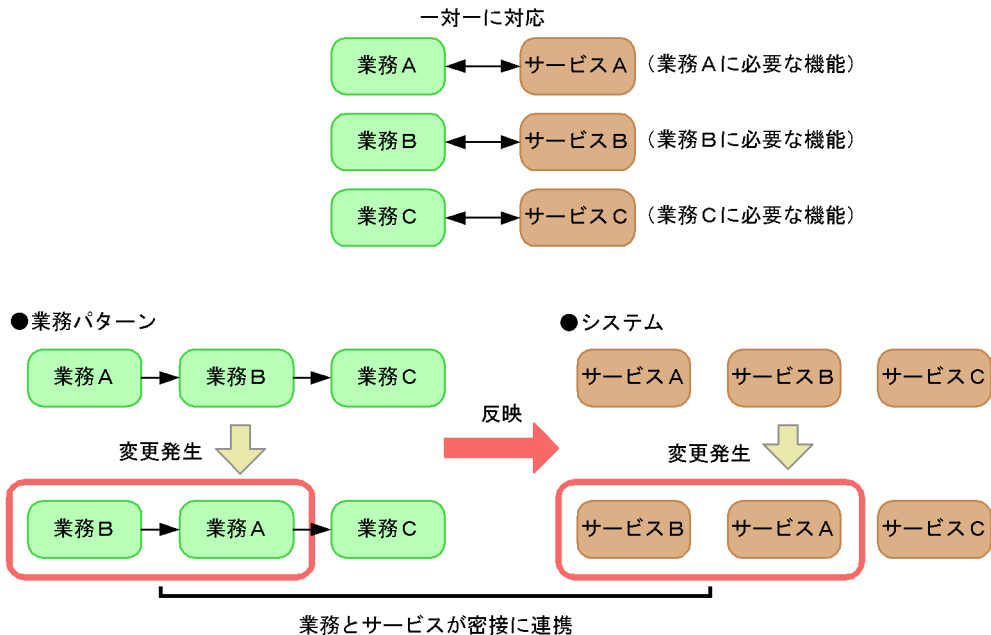 一対一に対応
業務A サービスA （業務Aに必要な機能）
業務B サービスB （業務Bに必要な機能）
業務C サービスC （業務Cに必要な機能）
●業務パターン
業務A 業務B 業務C
変更発生
業務B 業務A 業務C
反映
●システム
サービスA サービスB サービスC
変更発生
サービスB サービスA サービスC
業務とサービスが密接に連携